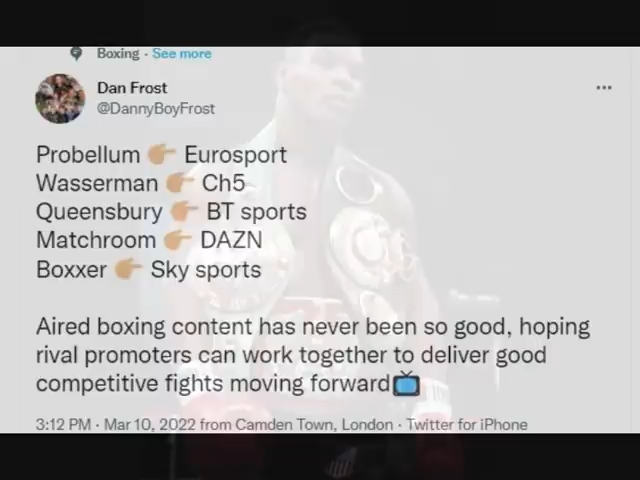 Boxing · See more
Dan Frost
@DannyBoyFrost
Probellum 👉🏽 Eurosport
Wasserman 👉🏽 Ch5
Queensbury 👉🏽 BT sports
Matchroom 👉🏽 DAZN
Boxxer 👉🏽 Sky sports
Aired boxing content has never been so good, hoping
rival promoters can work together to deliver good
competitive fights moving forward📺
3:12 PM · Mar 10, 2022 from Camden Town, London · Twitter for iPhone